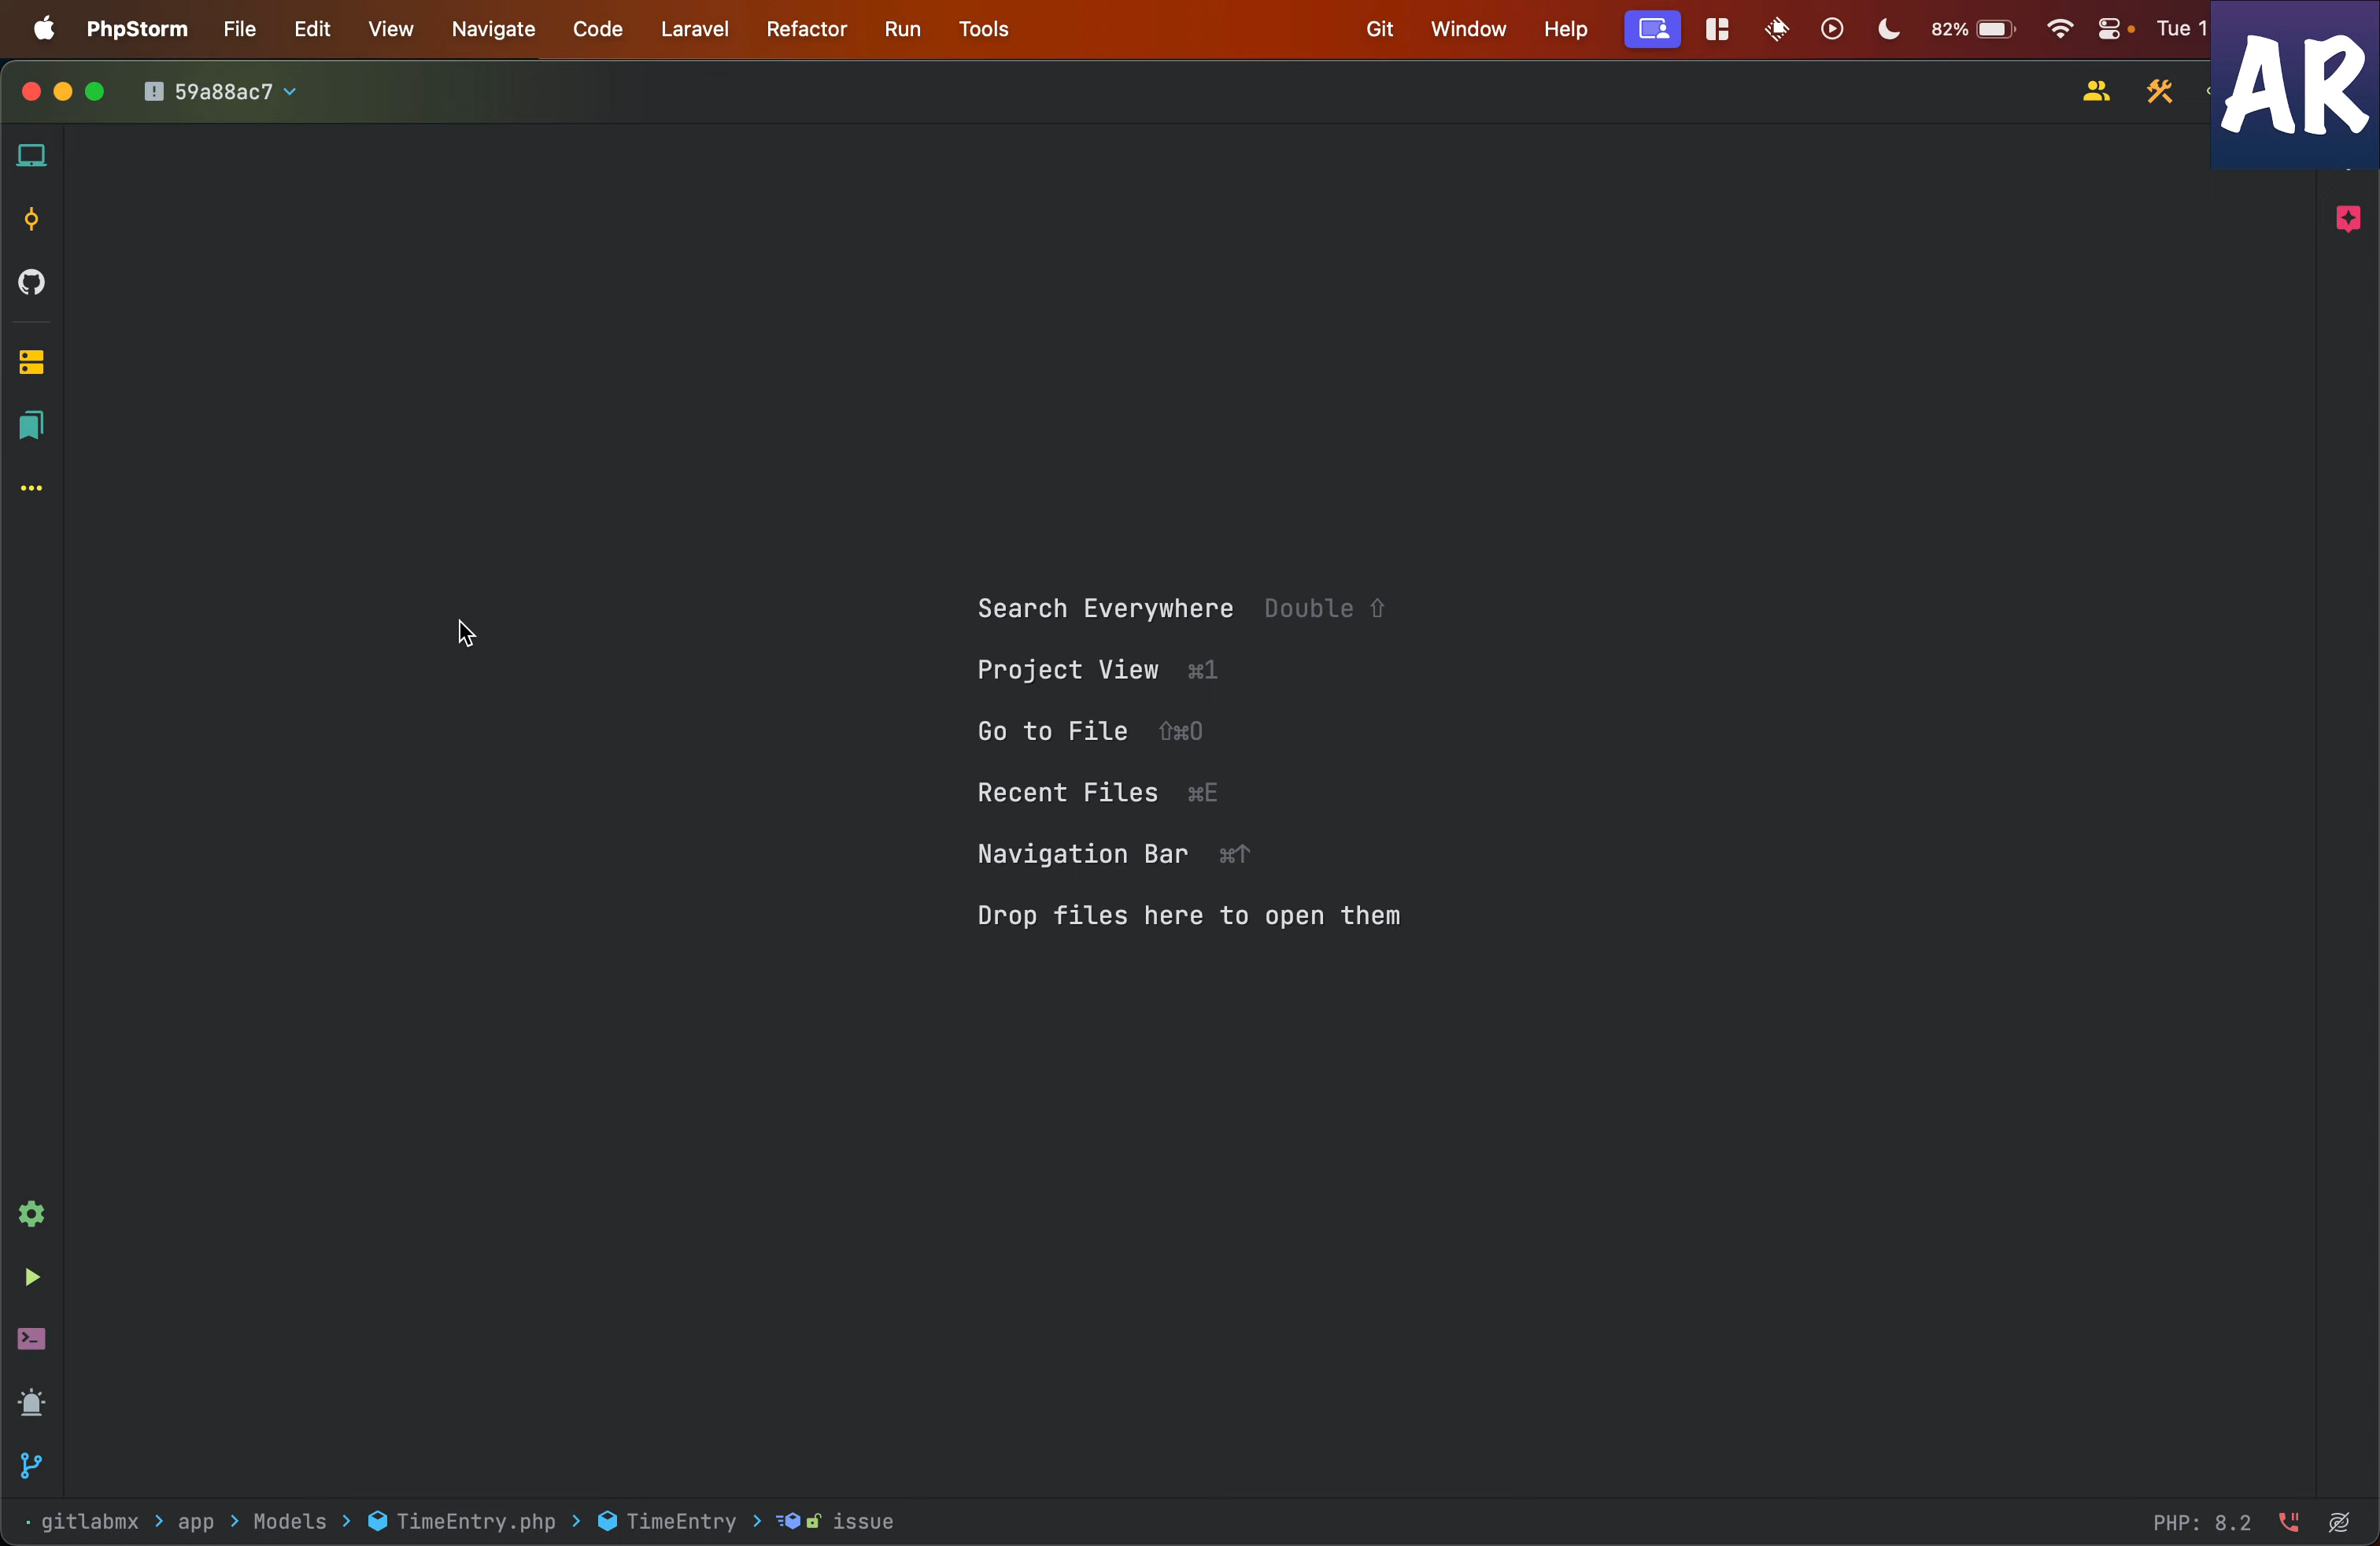 PhpStorm File Edit View Navigate Code Laravel Refactor Run Tools Git Window Help 82% Tue 1
AR
59a88ac7
Search Everywhere Double ⇧
Project View ⌘1
Go to File ⇧⌘O
Recent Files ⌘E
Navigation Bar ⌘↑
Drop files here to open them
gitlabmx > app > Models > TimeEntry.php > TimeEntry > issue
PHP: 8.2